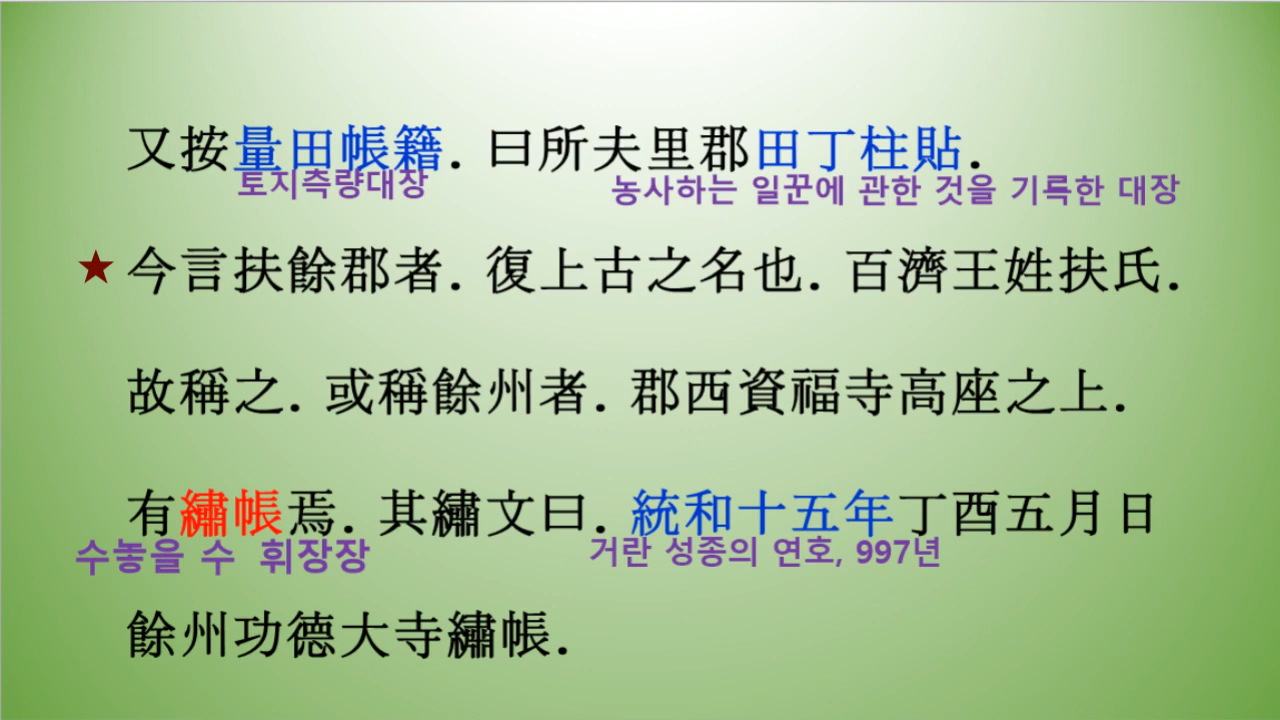 又按量田帳籍. 曰所夫里郡田丁柱貼.
토지측량대장 농사하는 일꾼에 관한 것을 기록한 대장
★今言扶餘郡者. 復上古之名也. 百濟王姓扶氏.
故稱之. 或稱餘州者. 郡西資福寺高座之上.
有繡帳焉. 其繡文曰. 統和十五年丁酉五月日
수놓을 수 휘장장 거란 성종의 연호, 997년
餘州功德大寺繡帳.